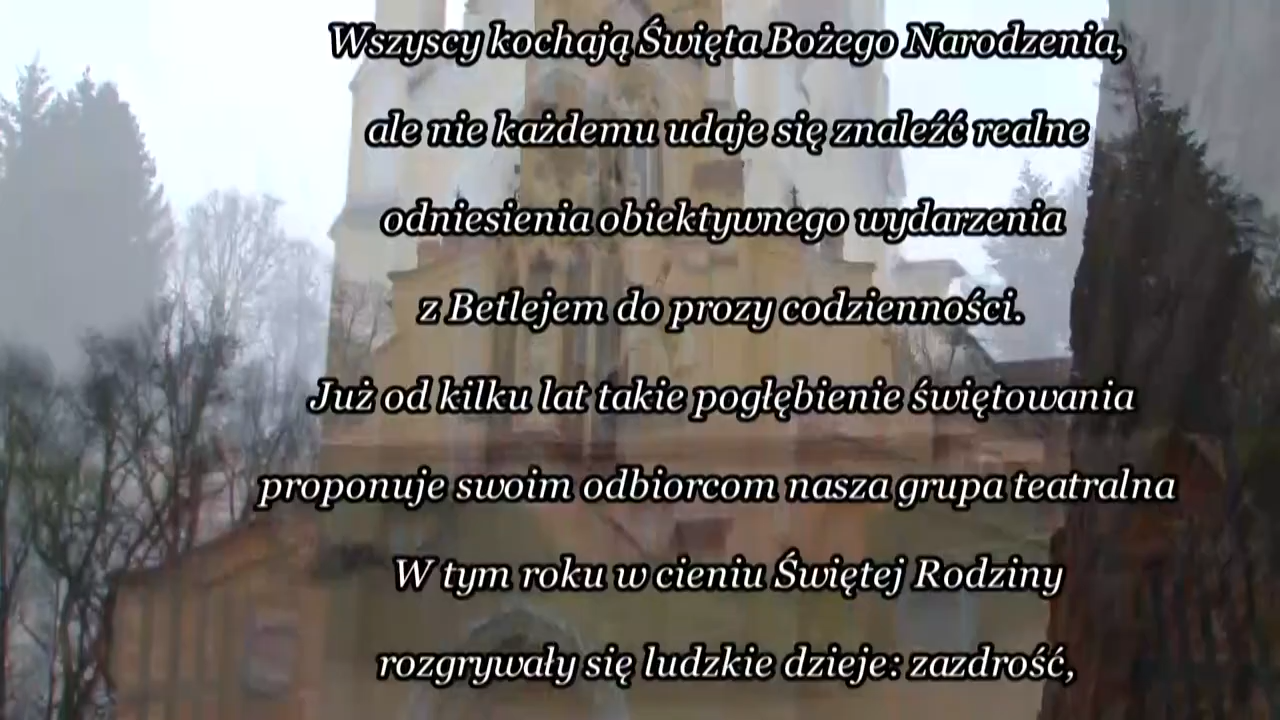 Wszyscy kochają Święta Bożego Narodzenia,
ale nie każdemu udaje się znaleźć realne
odniesienia obiektywnego wydarzenia
z Betlejem do prozy codzienności.
Już od kilku lat takie pogłębienie świętowania
proponuje swoim odbiorcom nasza grupa teatralna
W tym roku w cieniu Świętej Rodziny
rozgrywały się ludzkie dzieje: zazdrość,